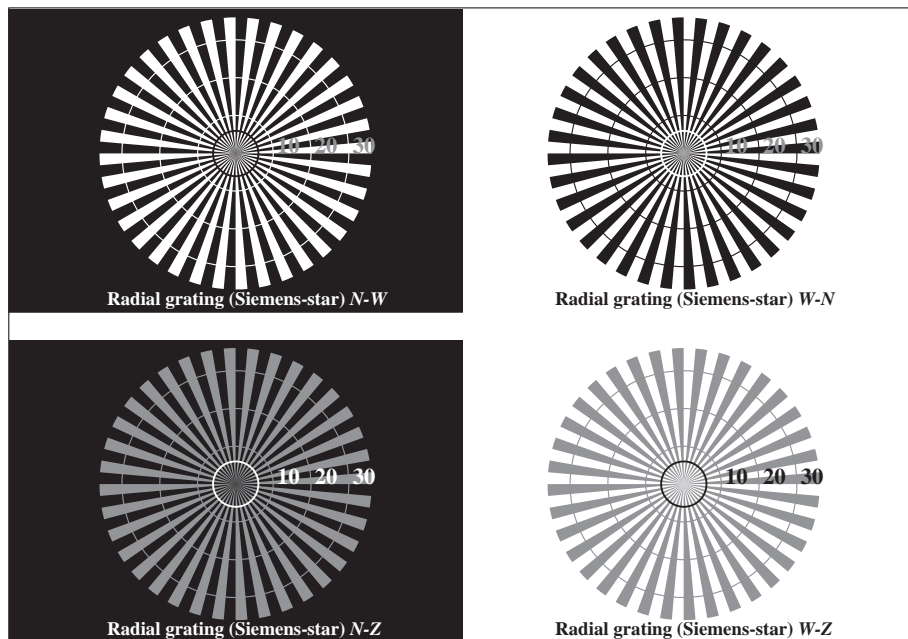 10 20 30
Radial grating (Siemens-star) N-W
10 20 30
Radial grating (Siemens-star) W-N
10 20 30
Radial grating (Siemens-star) N-Z
10 20 30
Radial grating (Siemens-star) W-Z